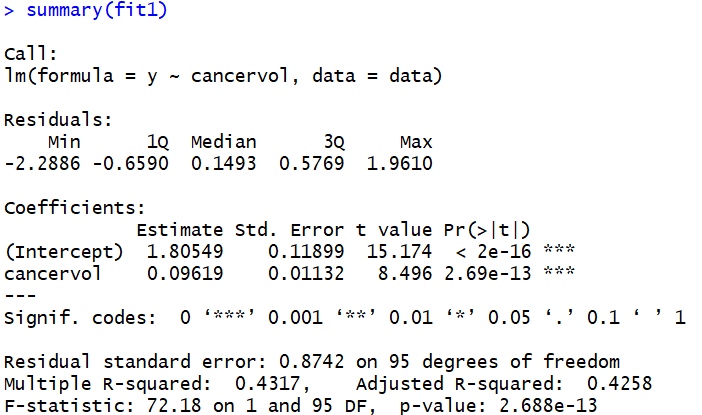 > summary(fit1)
Call:
lm(formula = y ~ cancervol, data = data)
Residuals:
Min 1Q Median 3Q Max
-2.2886 -0.6590 0.1493 0.5769 1.9610
Coefficients:
Estimate Std. Error t value Pr(>|t|)
(Intercept) 1.80549 0.11899 15.174 < 2e-16 ***
cancervol 0.09619 0.01132 8.496 2.69e-13 ***
---
Signif. codes: 0 ‘***’ 0.001 ‘**’ 0.01 ‘*’ 0.05 ‘.’ 0.1 ‘ ’ 1
Residual standard error: 0.8742 on 95 degrees of freedom
Multiple R-squared: 0.4317, Adjusted R-squared: 0.4258
F-statistic: 72.18 on 1 and 95 DF, p-value: 2.688e-13